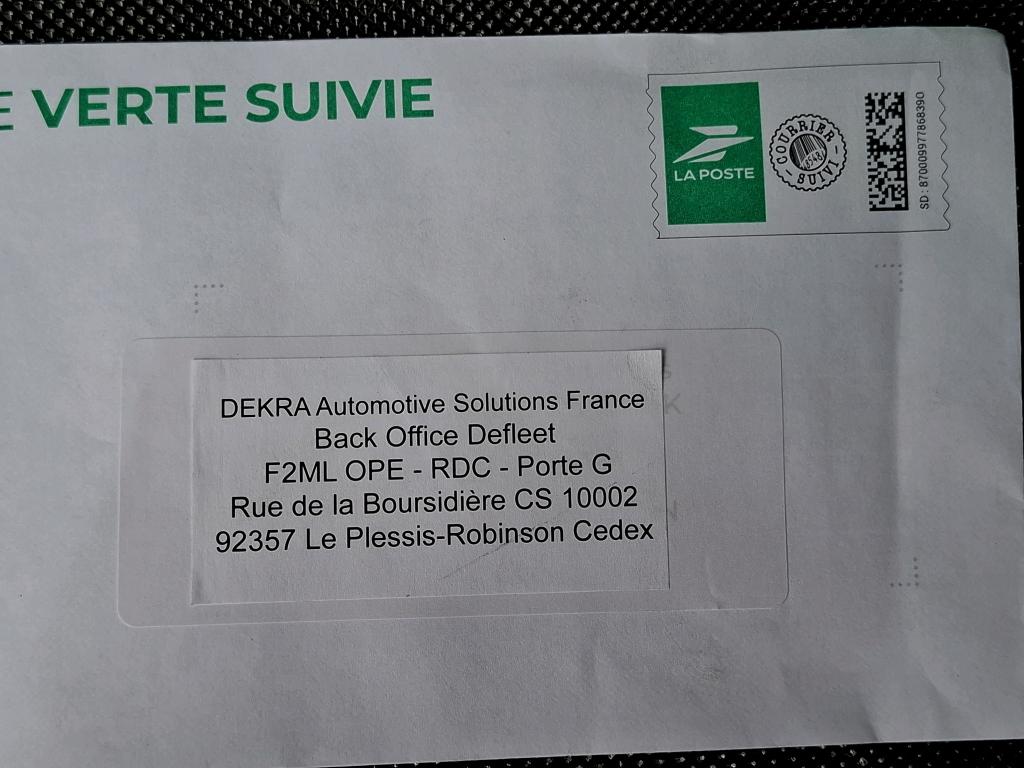 E VERTE SUIVIE
LA POSTE
COURRIER
8548
SUIVI
SD : 870009977868390
DEKRA Automotive Solutions France
Back Office Defleet
F2ML OPE - RDC - Porte G
Rue de la Boursidière CS 10002
92357 Le Plessis-Robinson Cedex
K